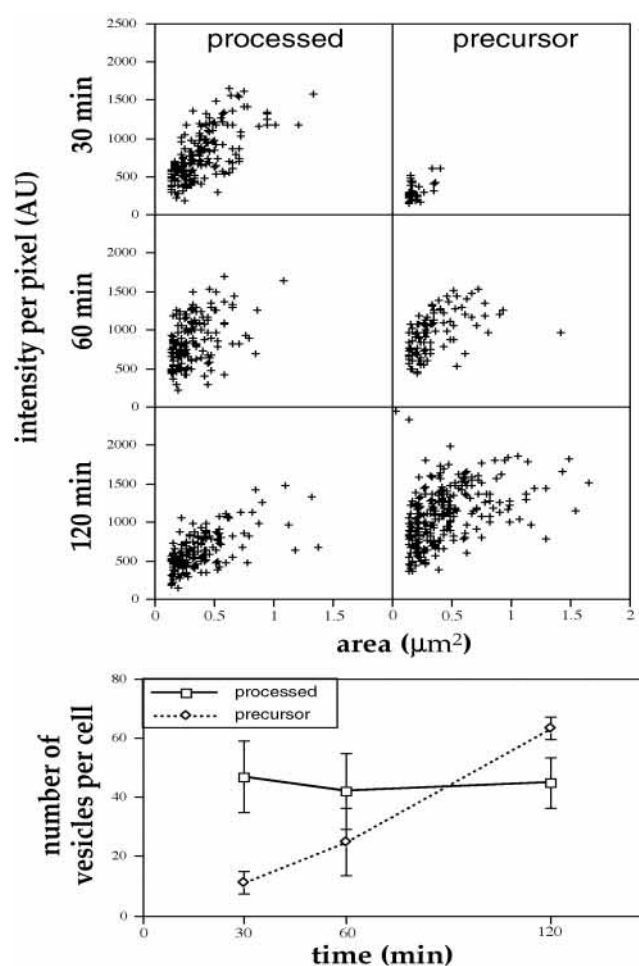 processed precursor
2500
2000
1500
1000
500
0
30 min
2000
1500
1000
500
0
60 min
2000
1500
1000
500
0
120 min
intensity per pixel (AU)
0 0.5 1 1.5 0 0.5 1 1.5 2
area (μm²)
processed
precursor
80
60
40
20
0
number of
vesicles per cell
0 30 60 120
time (min)